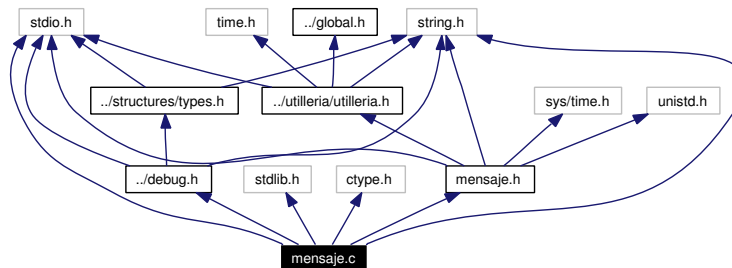 stdio.h
time.h
../global.h
string.h
../structures/types.h
../utilleria/utilleria.h
sys/time.h
unistd.h
../debug.h
stdlib.h
ctype.h
mensaje.h
mensaje.c